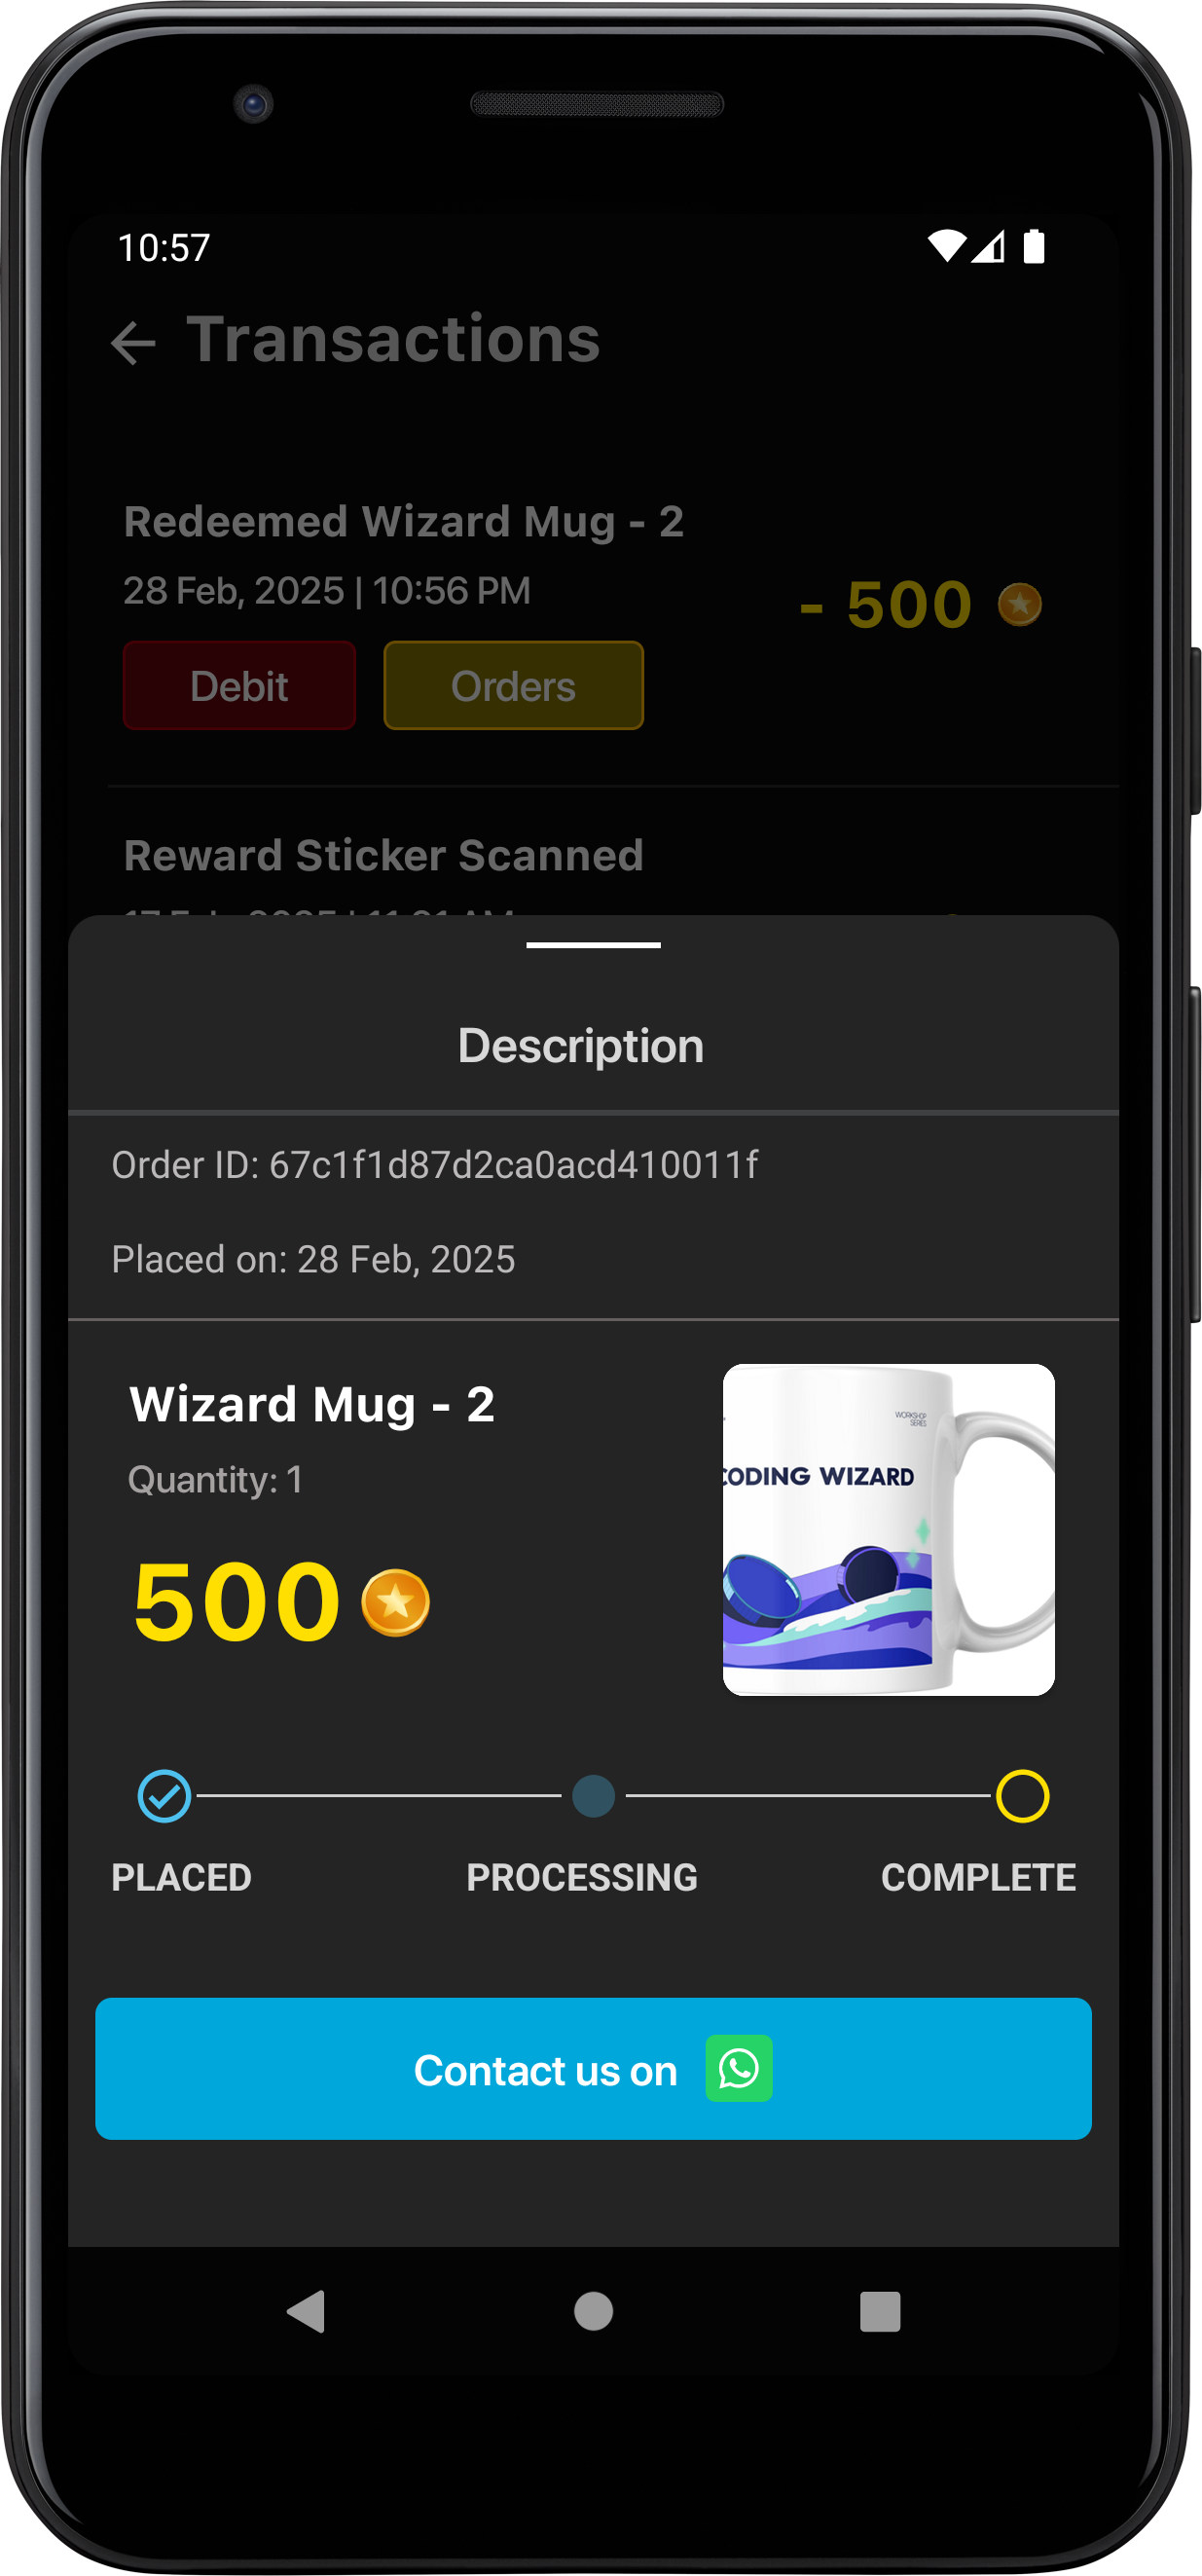 10:57
Transactions
Redeemed Wizard Mug - 2
28 Feb, 2025 | 10:56 PM
- 500
Debit
Orders
Reward Sticker Scanned
Description
Order ID: 67c1f1d87d2ca0acd410011f
Placed on: 28 Feb, 2025
Wizard Mug - 2
Quantity: 1
500
WORKSHOP
SERIES
CODING WIZARD
PLACED
PROCESSING
COMPLETE
Contact us on